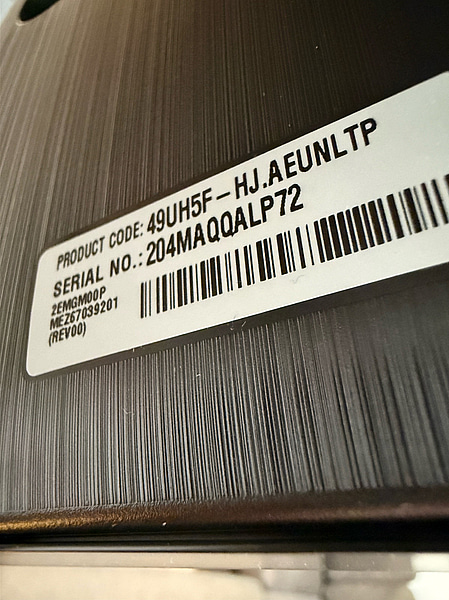 PRODUCT CODE: 49UH5F-HJ.AEUNLTP
SERIAL NO.: 204MAQQALP72
2EMGM00P
MEZ67039201
(REV00)